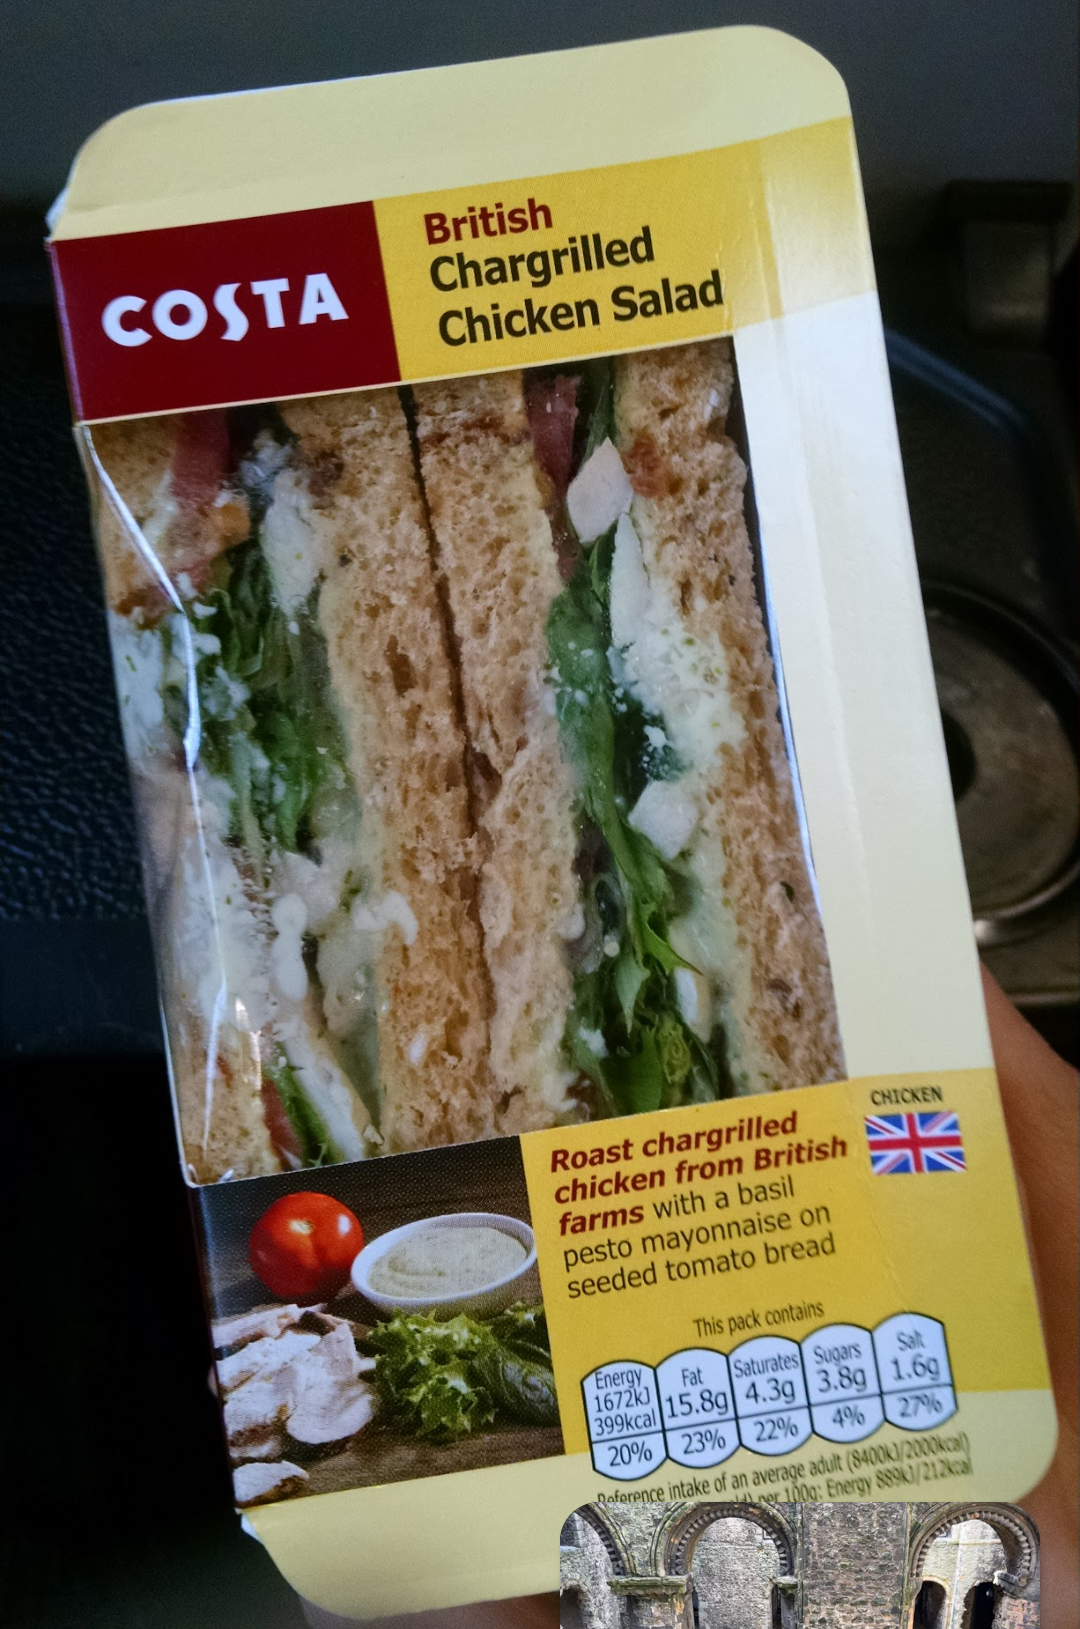 COSTA
British
Chargrilled
Chicken Salad
CHICKEN
Roast chargrilled
chicken from British
farms with a basil
pesto mayonnaise on
seeded tomato bread
This pack contains
Energy
1672kJ
399kcal
20%
Fat
15.8g
23%
Saturates
4.3g
22%
Sugars
3.8g
4%
Salt
1.6g
27%
Reference intake of an average adult (8400kJ/2000kcal)
per 100g: Energy 889kJ/212kcal